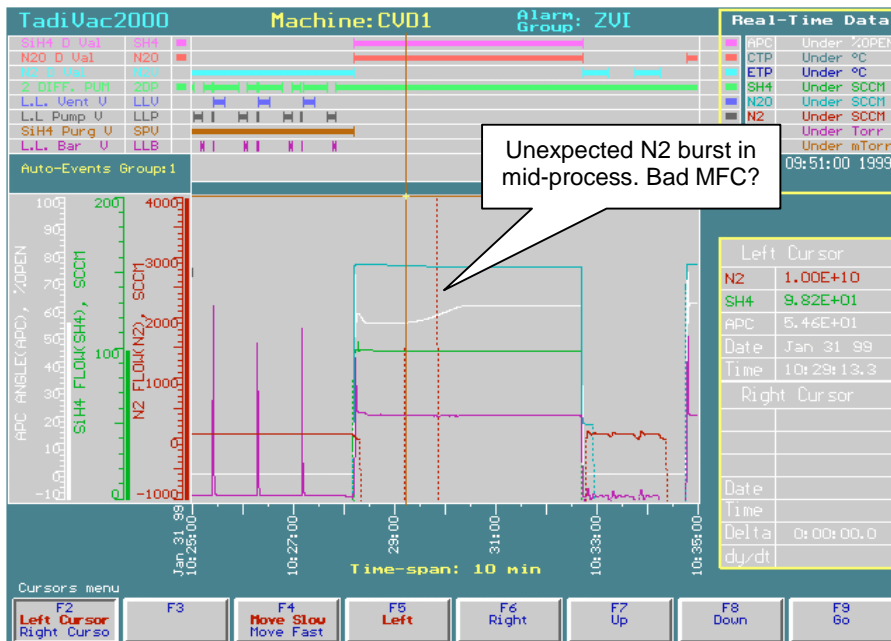 TadiVac2000 Machine:CVD1 Alarm Group: ZVI Real-Time Data
SiH4 D Val SH4 APC Under %OPEN
N2O D Val N2O CTP Under ºC
N2 D Val N2V ETP Under ºC
2 DIFF. PUM 2DP SH4 Under SCCM
L.L. Vent V LLV N2O Under SCCM
L.L Pump V LLP N2 Under SCCM
SiH4 Purg V SPV Under Torr
L.L. Bar V LLB Under mTorr
Auto-Events Group:1 09:51:00 1999
Unexpected N2 burst in
mid-process. Bad MFC?
APC ANGLE(APC), %OPEN
100
90
80
70
60
50
40
30
20
10
0
-10
SiH4 FLOW(SH4), SCCM
200
100
0
N2 FLOW(N2), SCCM
4000
3000
2000
1000
0
-1000
Left Cursor
N2 1.00E+10
SH4 9.82E+01
APC 5.46E+01
Date Jan 31 99
Time 10:29:13.3
Right Cursor
Date
Time
Delta 0:00:00.0
dy/dt
Jan 31 99
10:25:00
10:27:00
29:00
31:00
10:33:00
10:35:00
Time-span: 10 min
Cursors menu
F2 F3 F4 F5 F6 F7 F8 F9
Left Cursor Move Slow Left Right Up Down Go
Right Curso Move Fast